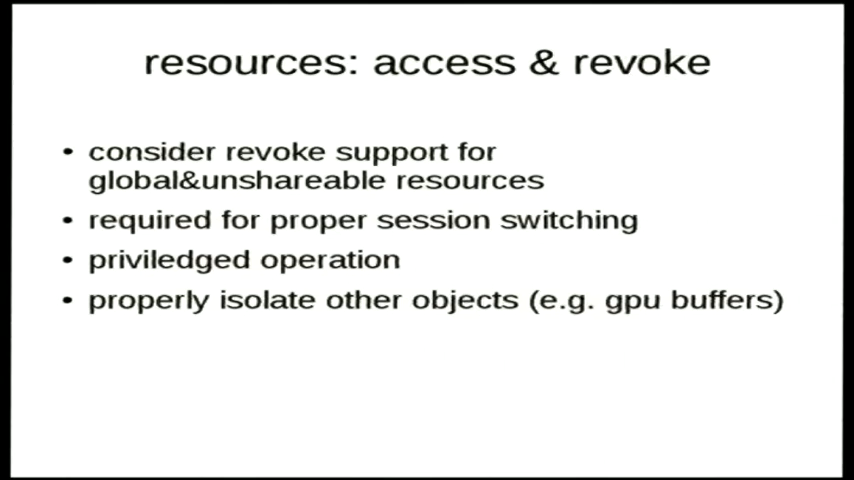 resources: access & revoke
• consider revoke support for
global&unshareable resources
• required for proper session switching
• priviledged operation
• properly isolate other objects (e.g. gpu buffers)